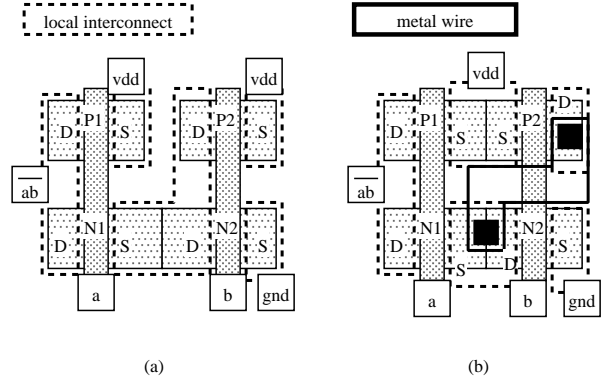 local interconnect
metal wire
vdd
vdd
vdd
P1
P2
D
S
D
S
P1
P2
D
D
S
S
ab
ab
N1
N2
D
S
D
S
N1
N2
D
S
D
S
a
b
gnd
a
b
gnd
(a)
(b)